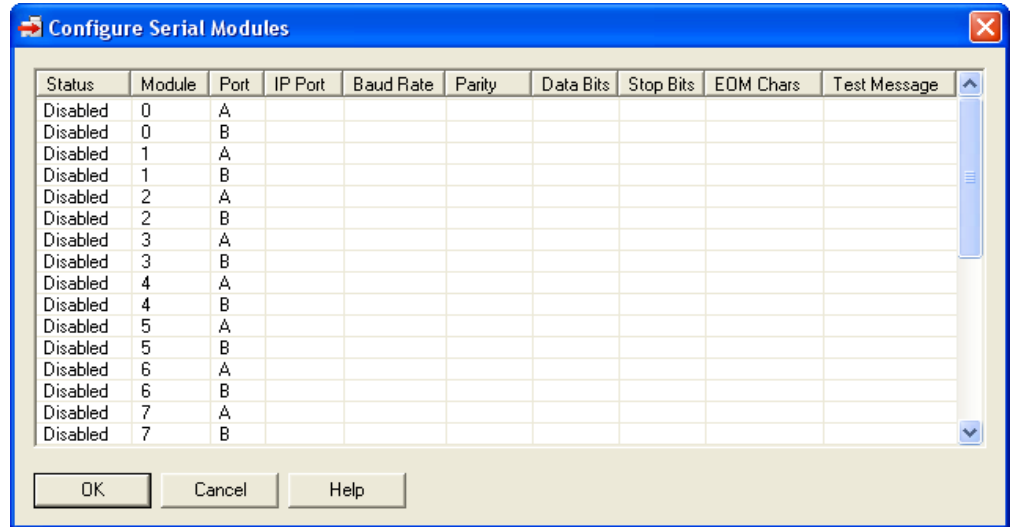 Configure Serial Modules
Status Module Port IP Port Baud Rate Parity Data Bits Stop Bits EOM Chars Test Message
Disabled 0 A
Disabled 0 B
Disabled 1 A
Disabled 1 B
Disabled 2 A
Disabled 2 B
Disabled 3 A
Disabled 3 B
Disabled 4 A
Disabled 4 B
Disabled 5 A
Disabled 5 B
Disabled 6 A
Disabled 6 B
Disabled 7 A
Disabled 7 B
OK Cancel Help